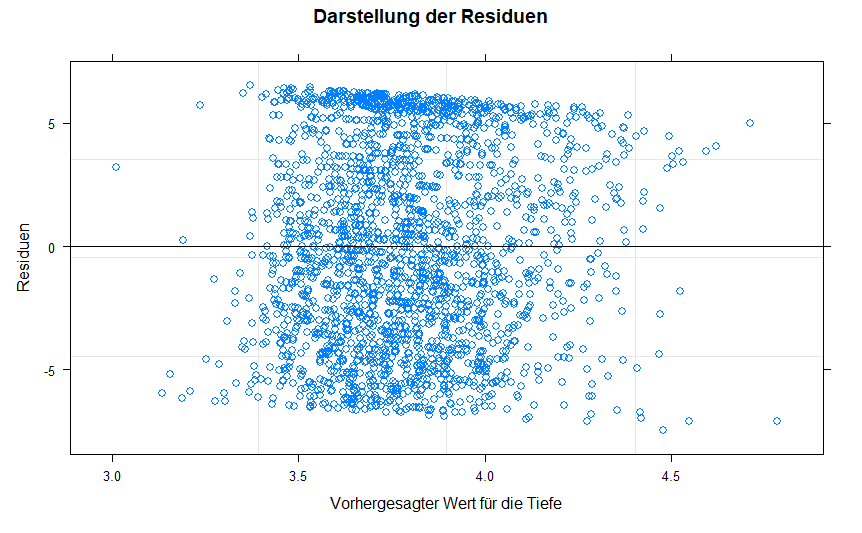 Darstellung der Residuen
5
0
-5
Residuen
3.0 3.5 4.0 4.5
Vorhergesagter Wert für die Tiefe